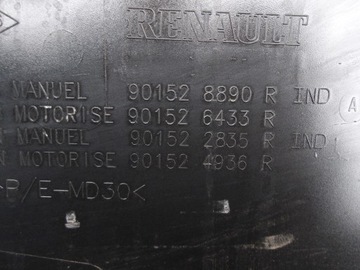 RENAULT
MANUEL 90152 8890 R IND A
MOTORISE 90152 6433 R
MANUEL 90152 2835 R IND
N MOTORISE 90152 4936 R
>P/E-MD30<